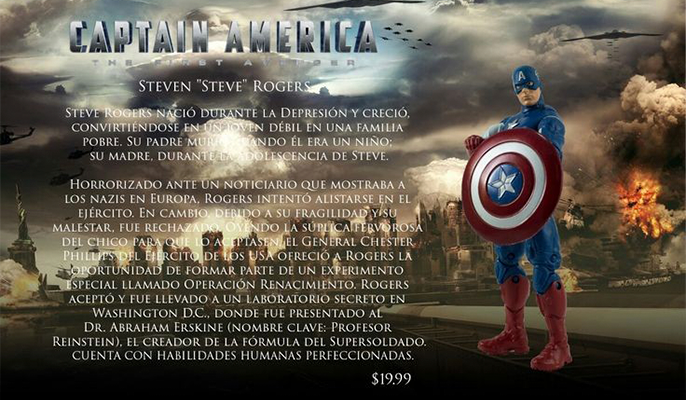 CAPTAIN AMERICA
THE FIRST AVENGER
STEVEN "STEVE" ROGERS
STEVE ROGERS NACIÓ DURANTE LA DEPRESIÓN Y CRECIÓ,
CONVIRTIÉNDOSE EN UN JOVEN DÉBIL EN UNA FAMILIA
POBRE. SU PADRE MURIÓ CUANDO ÉL ERA UN NIÑO;
SU MADRE, DURANTE LA ADOLESCENCIA DE STEVE.
HORRORIZADO ANTE UN NOTICIARIO QUE MOSTRABA A
LOS NAZIS EN EUROPA, ROGERS INTENTÓ ALISTARSE EN EL
EJÉRCITO. EN CAMBIO, DEBIDO A SU FRAGILIDAD Y SU
MALESTAR, FUE RECHAZADO. OYENDO LA SÚPLICA FERVOROSA
DEL CHICO PARA QUE LO ACEPTASEN, EL GENERAL CHESTER
PHILLIPS DEL EJÉRCITO LOS USA OFRECIÓ A ROGERS LA
OPORTUNIDAD DE FORMAR PARTE DE UN EXPERIMENTO
ESPECIAL LLAMADO OPERACIÓN RENACIMIENTO. ROGERS
ACEPTÓ Y FUE LLEVADO A UN LABORATORIO SECRETO EN
WASHINGTON D.C., DONDE FUE PRESENTADO AL
DR. ABRAHAM ERSKINE (NOMBRE CLAVE: PROFESOR
REINSTEIN), EL CREADOR DE LA FÓRMULA DEL SUPERSOLDADO.
CUENTA CON HABILIDADES HUMANAS PERFECCIONADAS.
$19.99